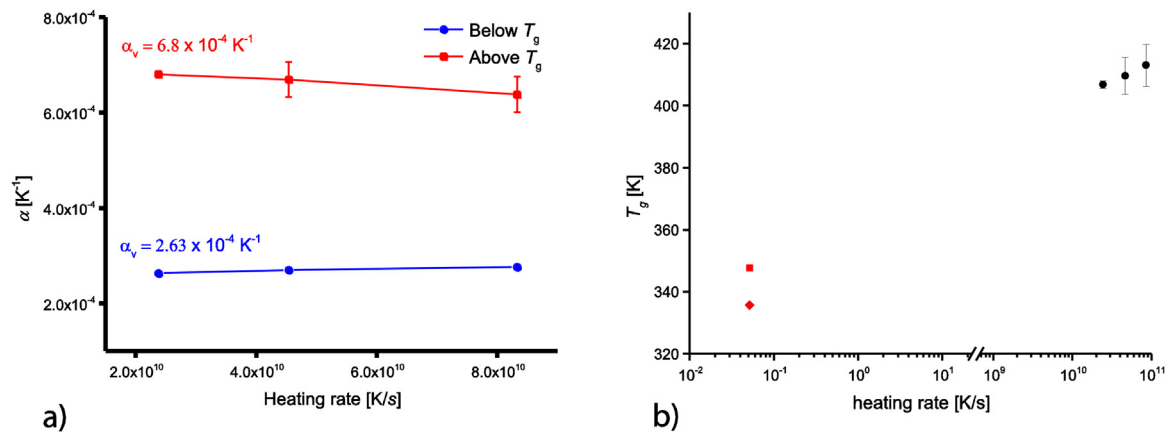 8.0x10⁻⁴
6.0x10⁻⁴
4.0x10⁻⁴
2.0x10⁻⁴
α [K⁻¹]
αᵥ = 6.8 x 10⁻⁴ K⁻¹
Below Tg
Above Tg
αᵥ = 2.63 x 10⁻⁴ K⁻¹
2.0x10¹⁰ 4.0x10¹⁰ 6.0x10¹⁰ 8.0x10¹⁰
Heating rate [K/s]
a)
420
400
380
360
340
320
Tg [K]
10⁻² 10⁻¹ 10⁰ 10¹ 10⁹ 10¹⁰ 10¹¹
heating rate [K/s]
b)